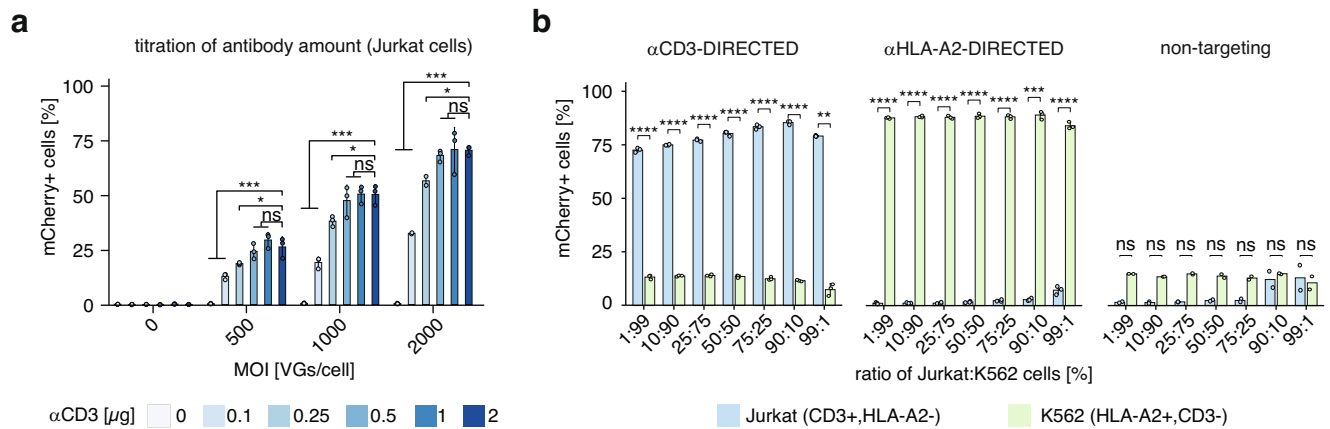 a
titration of antibody amount (Jurkat cells)
mCherry+ cells [%]
100
75
50
25
0
***
*
ns
***
*
ns
***
*
ns
0
500
1000
2000
MOI [VGs/cell]
αCD3 [µg]
0
0.1
0.25
0.5
1
2
b
αCD3-DIRECTED
αHLA-A2-DIRECTED
non-targeting
mCherry+ cells [%]
100
75
50
25
0
**** **** **** **** **** **** **
**** **** **** **** **** *** ****
ns ns ns ns ns ns ns
1:99 10:90 25:75 50:50 75:25 90:10 99:1
1:99 10:90 25:75 50:50 75:25 90:10 99:1
1:99 10:90 25:75 50:50 75:25 90:10 99:1
ratio of Jurkat:K562 cells [%]
Jurkat (CD3+,HLA-A2-)
K562 (HLA-A2+,CD3-)